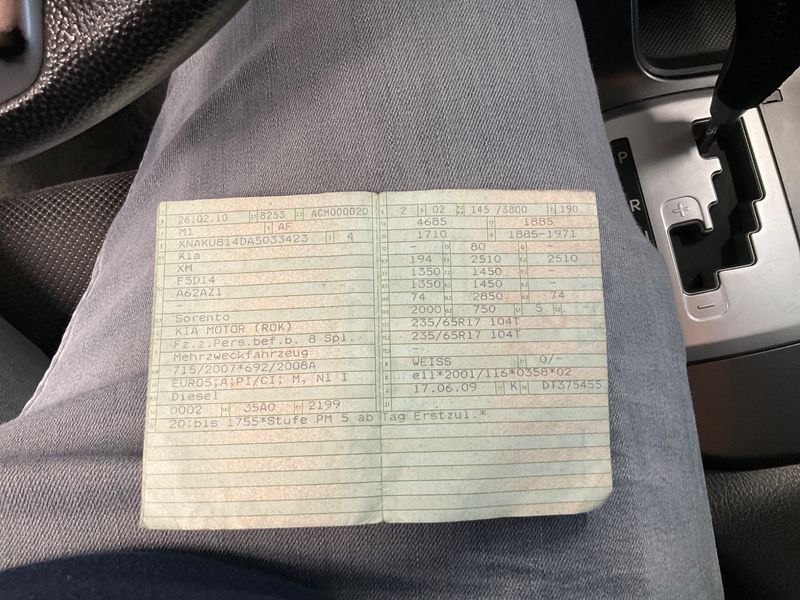 26.02.10 8253 ACM000020
M1 AF
KNAKU814DA5033423 4
Kia
XM
F5D14
A62AZ1
-
Sorento
KIA MOTOR (ROK)
Fz.z.Pers.bef.b. 8 Spl.
Mehrzweckfahrzeug
715/2007*692/2008A
EURO5;A;PI/CI; M, N1 I
Diesel
0002 35A0 2199
20:bis 1755*Stufe PM 5 ab Tag Erstzul.*
2 02 145 /3800 190
4685 1885
1710 1885-1971
- 80 -
194 2510 2510
1350 1450 -
1350 1450 -
74 2850 74
2000 750 5 -
235/65R17 104T
235/65R17 104T
-
WEISS 0/-
e11*2001/116*0358*02
17.06.09 K DT375455
P
R
N
+
-